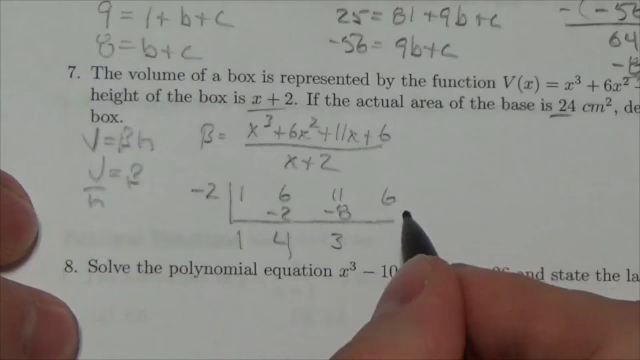 9 = 1 + b + c
8 = b + c
25 = 81 + 9b + c
-56 = 9b + c
-(-56
64
-8
7. The volume of a box is represented by the function V(x) = x³ + 6x²
height of the box is x + 2. If the actual area of the base is 24 cm², de
box.
V = Bh
V/h = B
B = x³+6x²+11x+6 / x+2
-2 | 1 6 11 6
-2 -8
1 4 3
8. Solve the polynomial equation x³ − 10 and state the la